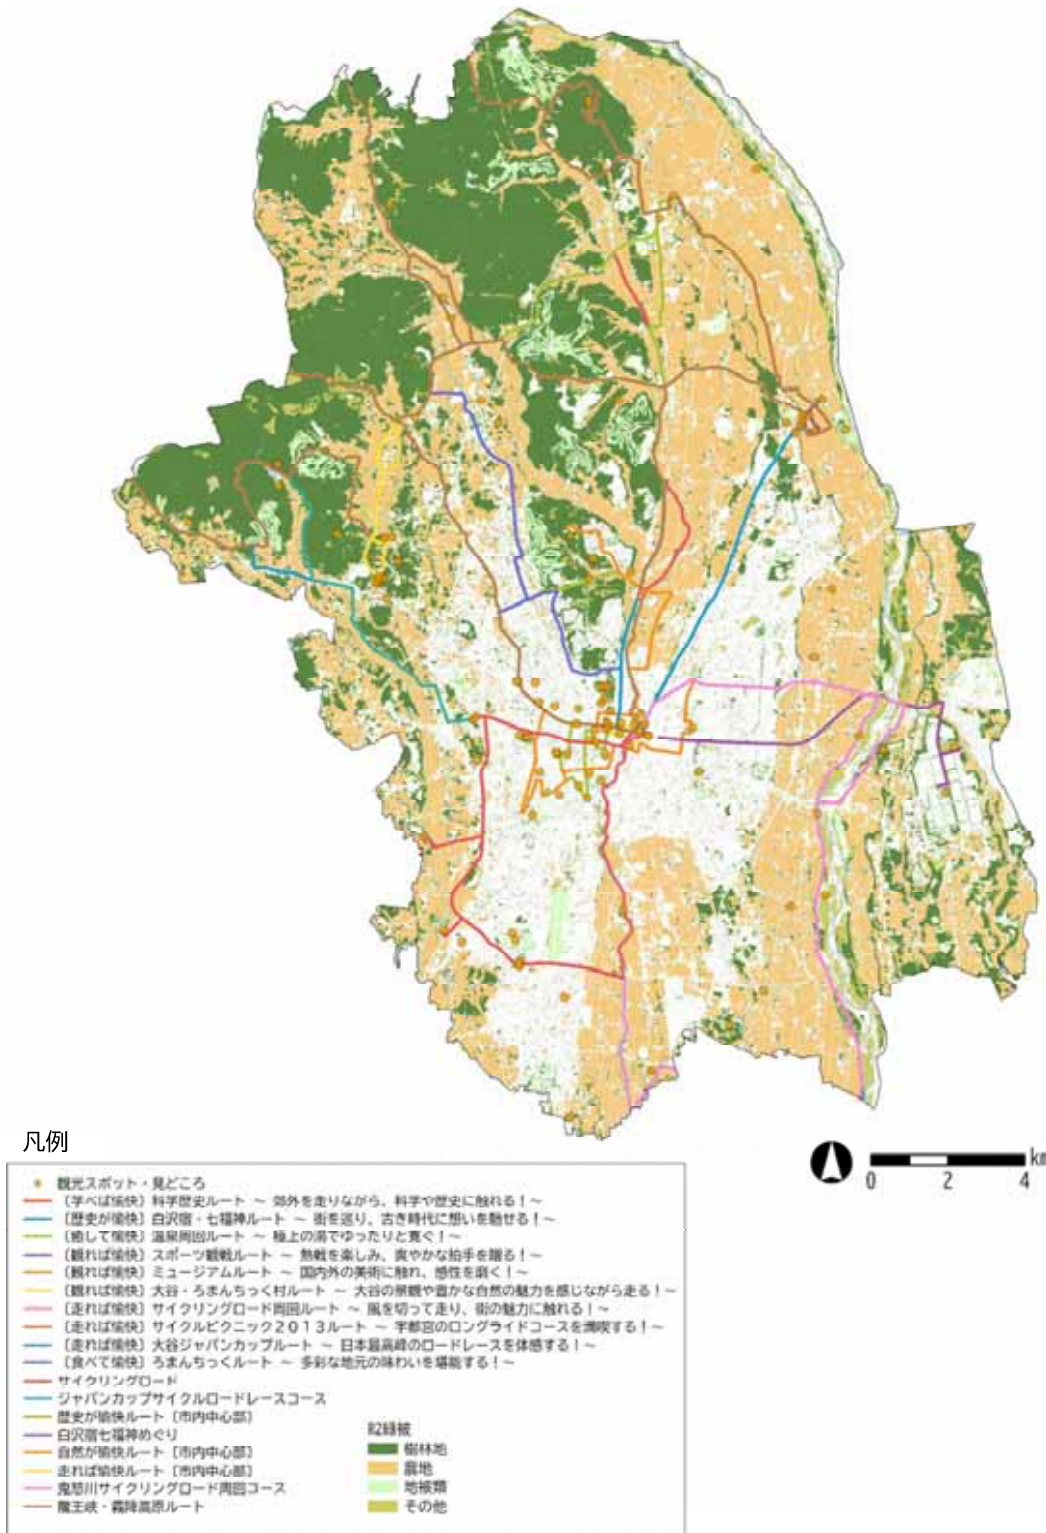 凡例
km
0 2 4
観光スポット・見どころ
〔学べば愉快〕科学歴史ルート ～ 郊外を走りながら、科学や歴史に触れる！～
〔歴史が愉快〕白沢宿・七福神ルート ～ 街を巡り、古き時代に想いを馳せる！～
〔癒して愉快〕温泉周回ルート ～ 極上の湯でゆったりと寛ぐ！～
〔観れば愉快〕スポーツ観戦ルート ～ 熱戦を楽しみ、爽やかな拍手を贈る！～
〔観れば愉快〕ミュージアムルート ～ 国内外の美術に触れ、感性を磨く！～
〔観れば愉快〕大谷・ろまんちっく村ルート ～ 大谷の景観や豊かな自然の魅力を感じながら走る！～
〔走れば愉快〕サイクリングロード周回ルート ～ 風を切って走り、街の魅力に触れる！～
〔走れば愉快〕サイクルピクニック２０１３ルート ～ 宇都宮のロングライドコースを満喫する！～
〔走れば愉快〕大谷ジャパンカップルート ～ 日本最高峰のロードレースを体感する！～
〔食べて愉快〕ろまんちっくルート ～ 多彩な地元の味わいを堪能する！～
サイクリングロード
ジャパンカップサイクルロードレースコース
歴史が愉快ルート〔市内中心部〕
白沢宿七福神めぐり
自然が愉快ルート〔市内中心部〕
走れば愉快ルート〔市内中心部〕
鬼怒川サイクリングロード周回コース
龍王峡・霧降高原ルート
R2緑被
樹林地
農地
地被類
その他